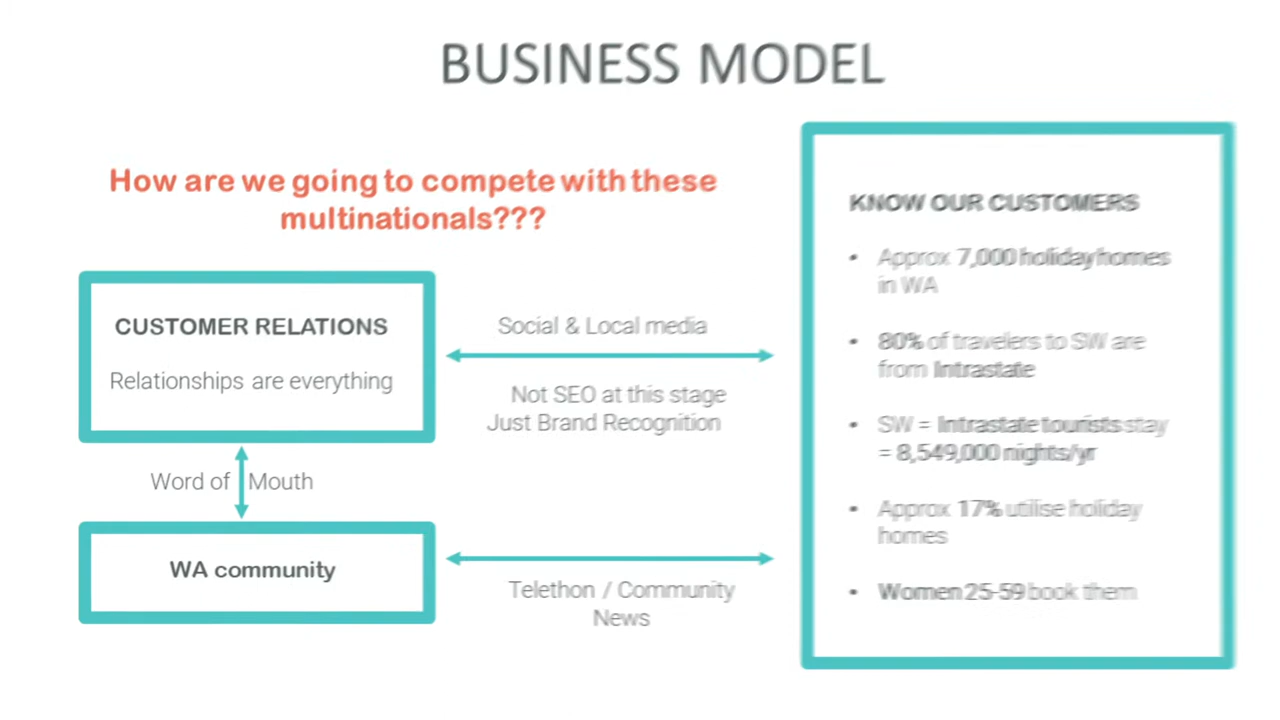 BUSINESS MODEL
How are we going to compete with these
multinationals???
CUSTOMER RELATIONS
Relationships are everything
Social & Local media
Not SEO at this stage
Just Brand Recognition
Word of Mouth
WA community
Telethon / Community
News
KNOW OUR CUSTOMERS
• Approx 7,000 holiday homes
in WA
• 80% of travelers to SW are
from Intrastate
• SW = Intrastate tourists stay
= 8,549,000 nights/yr
• Approx 17% utilise holiday
homes
• Women 25-59 book them